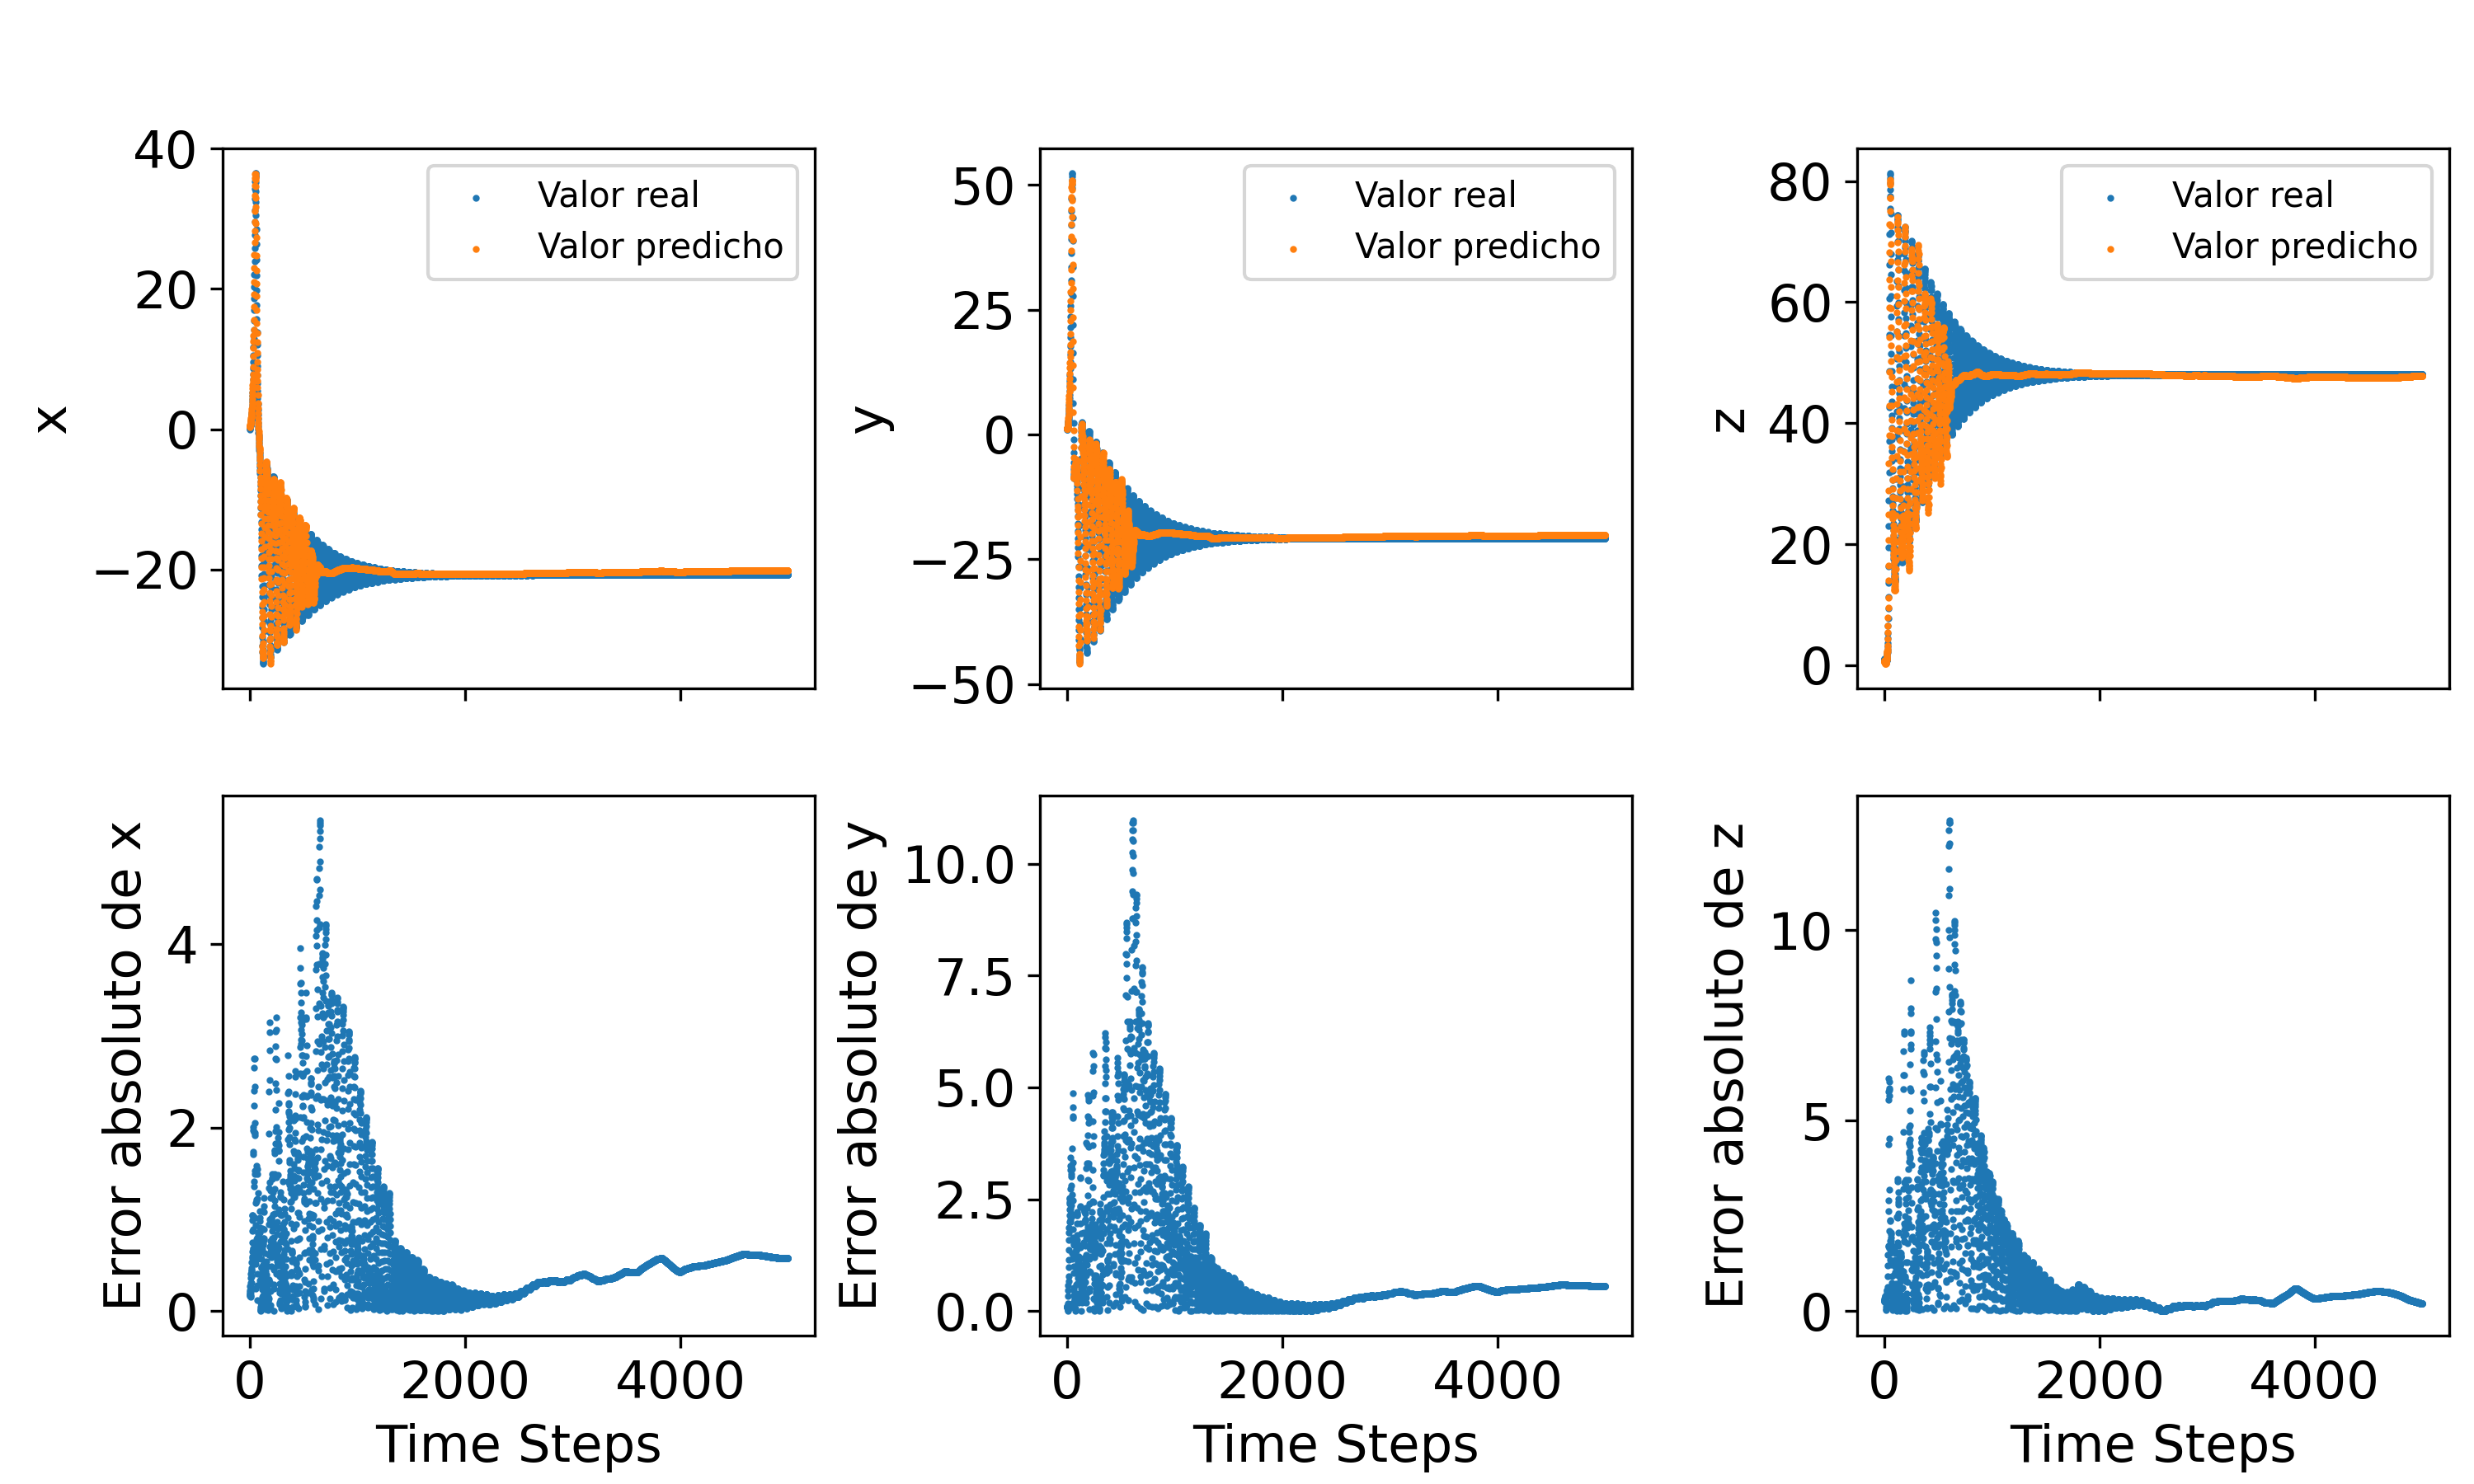 x
40
20
0
−20
Valor real
Valor predicho
y
50
25
0
−25
−50
Valor real
Valor predicho
z
80
60
40
20
0
Valor real
Valor predicho
Error absoluto de x
4
2
0
0 2000 4000
Time Steps
Error absoluto de y
10.0
7.5
5.0
2.5
0.0
0 2000 4000
Time Steps
Error absoluto de z
10
5
0
0 2000 4000
Time Steps